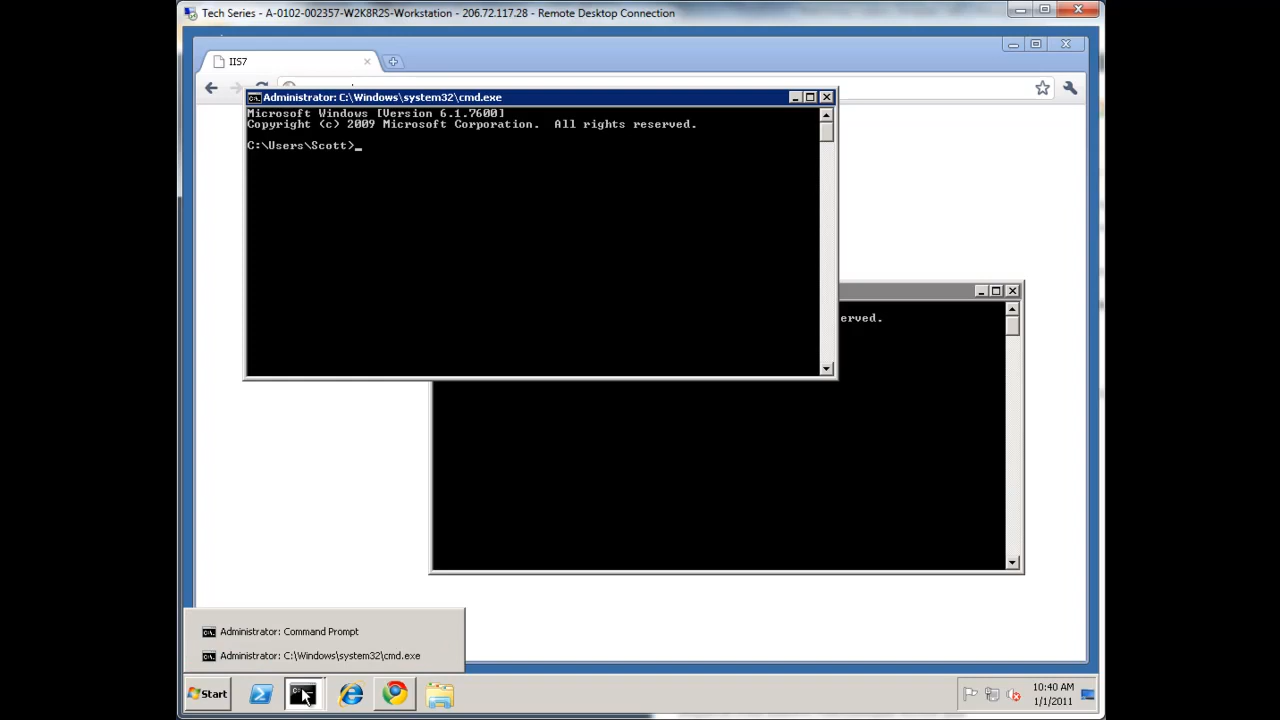 Tech Series - A-0102-002357-W2K8R2S-Workstation - 206.72.117.28 - Remote Desktop Connection
IIS7
Administrator: C:\Windows\system32\cmd.exe
Microsoft Windows [Version 6.1.7600]
Copyright (c) 2009 Microsoft Corporation.  All rights reserved.
C:\Users\Scott>_
erved.
Administrator: Command Prompt
Administrator: C:\Windows\system32\cmd.exe
Start
10:40 AM
1/1/2011